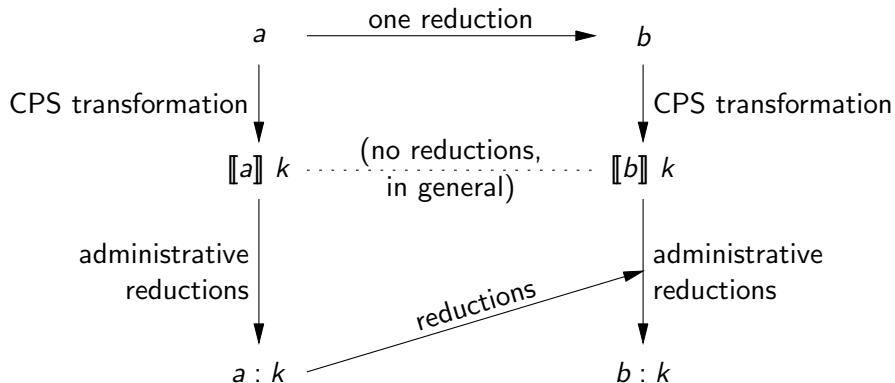 one reduction
a
b
CPS transformation
CPS transformation
(no reductions,
⟦a⟧ k
⟦b⟧ k
in general)
administrative
reductions
administrative
reductions
reductions
a : k
b : k